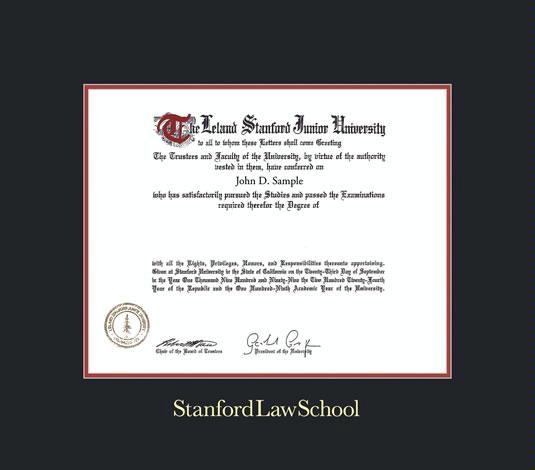 The Leland Stanford Junior University
to all to whom these Letters shall come Greeting
The Trustees and Faculty of the University, by virtue of the authority
vested in them, have conferred on
John D. Sample
who has satisfactorily pursued the Studies and passed the Examinations
required therefor the Degree of
with all the Rights, Privileges, Honors, and Responsibilities thereunto appertaining.
Given at Stanford University in the State of California on the Twenty-Third Day of September
in the Year One Thousand Nine Hundred and Ninety-Nine the Two Hundred Twenty-Fourth
Year of the Republic and the One Hundred-Ninth Academic Year of the University.
Chair of the Board of Trustees
President of the University
Stanford Law School